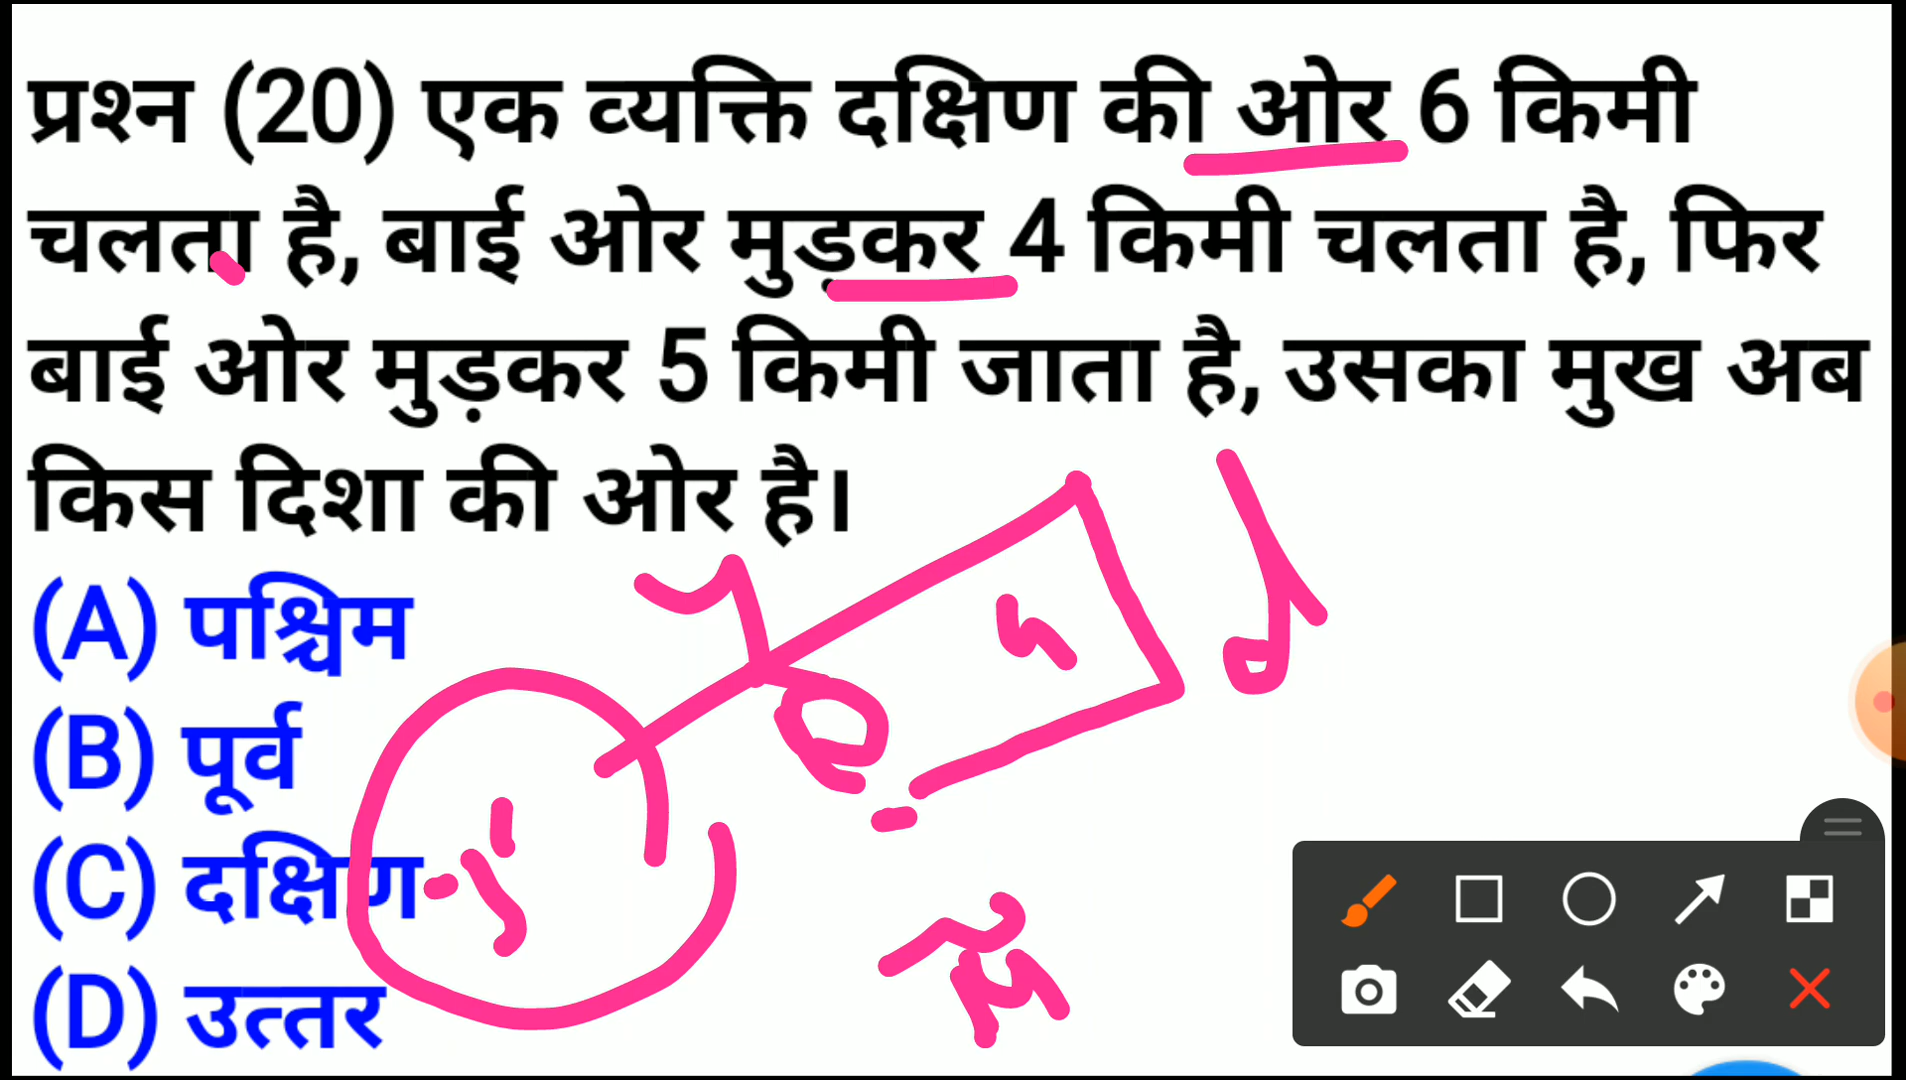 प्रश्न (20) एक व्यक्ति दक्षिण की ओर 6 किमी
चलता है, बाई ओर मुड़कर 4 किमी चलता है, फिर
बाई ओर मुड़कर 5 किमी जाता है, उसका मुख अब
किस दिशा की ओर है।
(A) पश्चिम
(B) पूर्व
(C) दक्षिण
(D) उत्तर